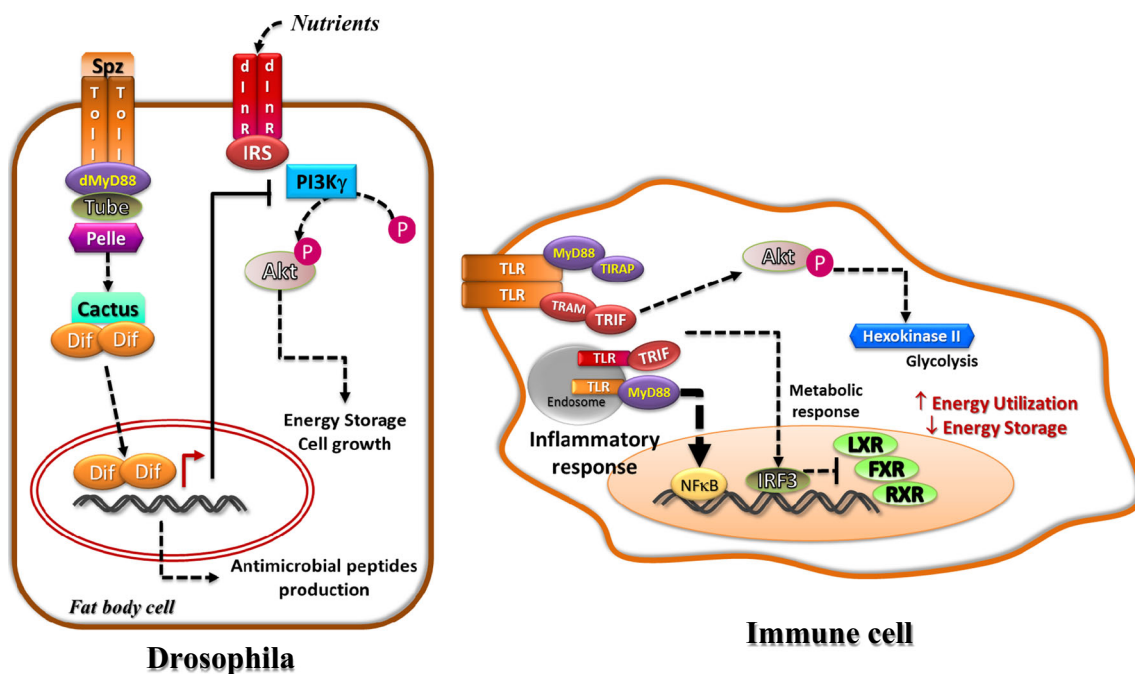 Nutrients
Spz
Toll
Toll
dInR
dInR
IRS
dMyD88
Tube
Pelle
PI3Kγ
P
P
Akt
Cactus
Dif
Dif
Energy Storage
Cell growth
Dif
Dif
Antimicrobial peptides
production
Fat body cell
Drosophila
TLR
TLR
MyD88
TIRAP
TRAM
TRIF
Akt
P
Hexokinase II
Glycolysis
TLR
TRIF
TLR
MyD88
Endosome
Inflammatory
response
Metabolic
response
↑ Energy Utilization
↓ Energy Storage
NFκB
IRF3
LXR
FXR
RXR
Immune cell